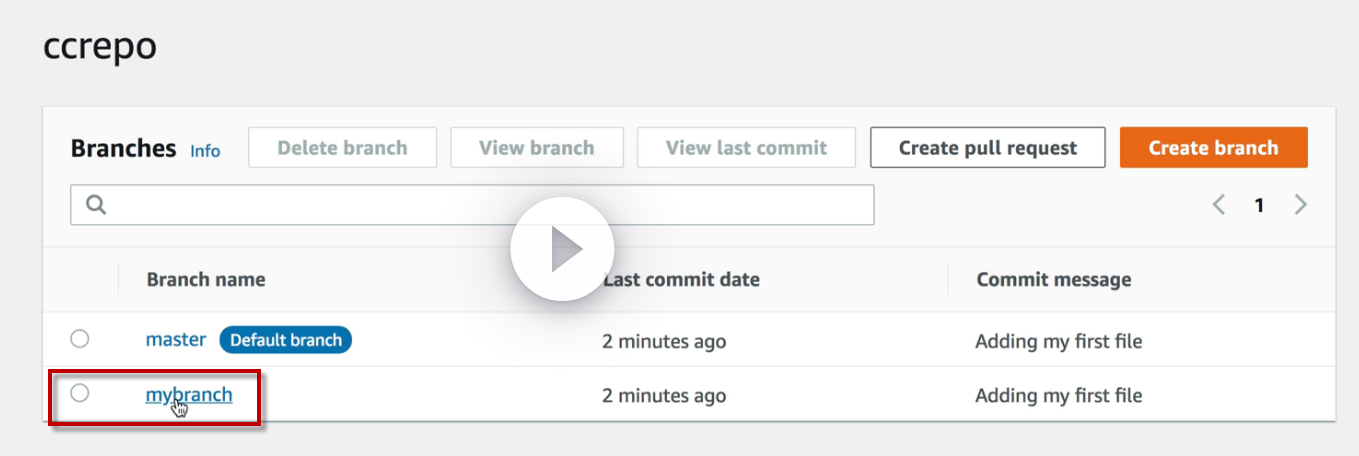 ccrepo
Branches Info Delete branch View branch View last commit Create pull request Create branch
1
Branch name Last commit date Commit message
master Default branch 2 minutes ago Adding my first file
mybranch 2 minutes ago Adding my first file